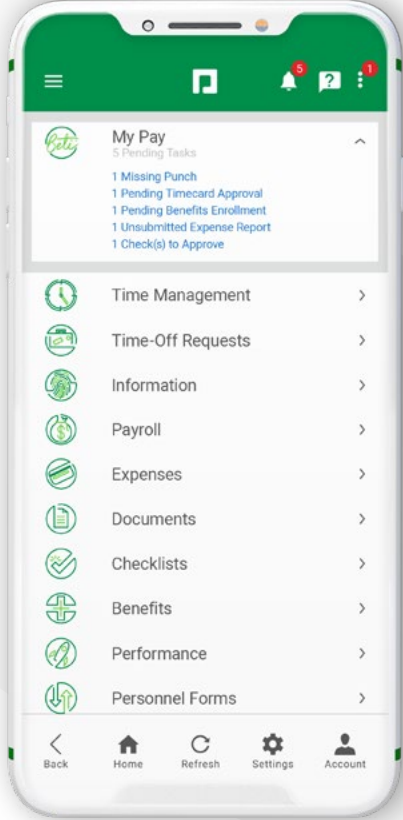 5
?
1
Beti
My Pay
5 Pending Tasks
1 Missing Punch
1 Pending Timecard Approval
1 Pending Benefits Enrollment
1 Unsubmitted Expense Report
1 Check(s) to Approve
Time Management
Time-Off Requests
Information
Payroll
Expenses
Documents
Checklists
Benefits
Performance
Personnel Forms
Back
Home
Refresh
Settings
Account